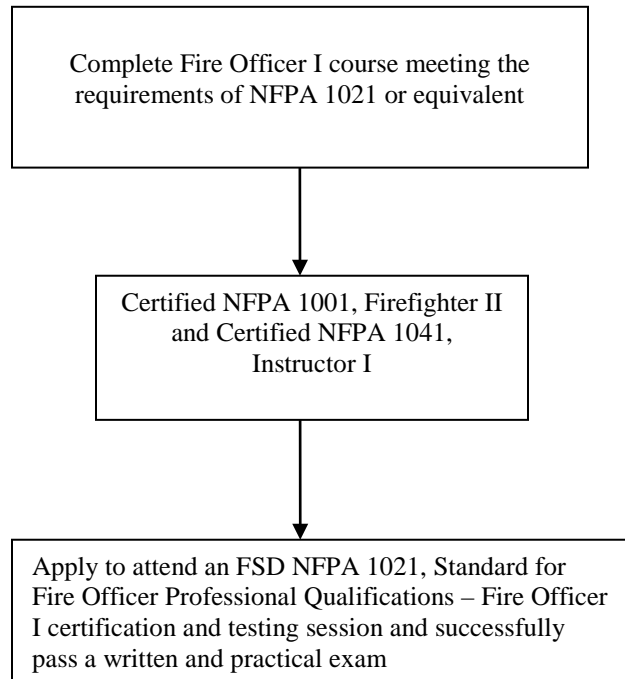 Complete Fire Officer I course meeting the
requirements of NFPA 1021 or equivalent
Certified NFPA 1001, Firefighter II
and Certified NFPA 1041,
Instructor I
Apply to attend an FSD NFPA 1021, Standard for
Fire Officer Professional Qualifications – Fire Officer
I certification and testing session and successfully
pass a written and practical exam